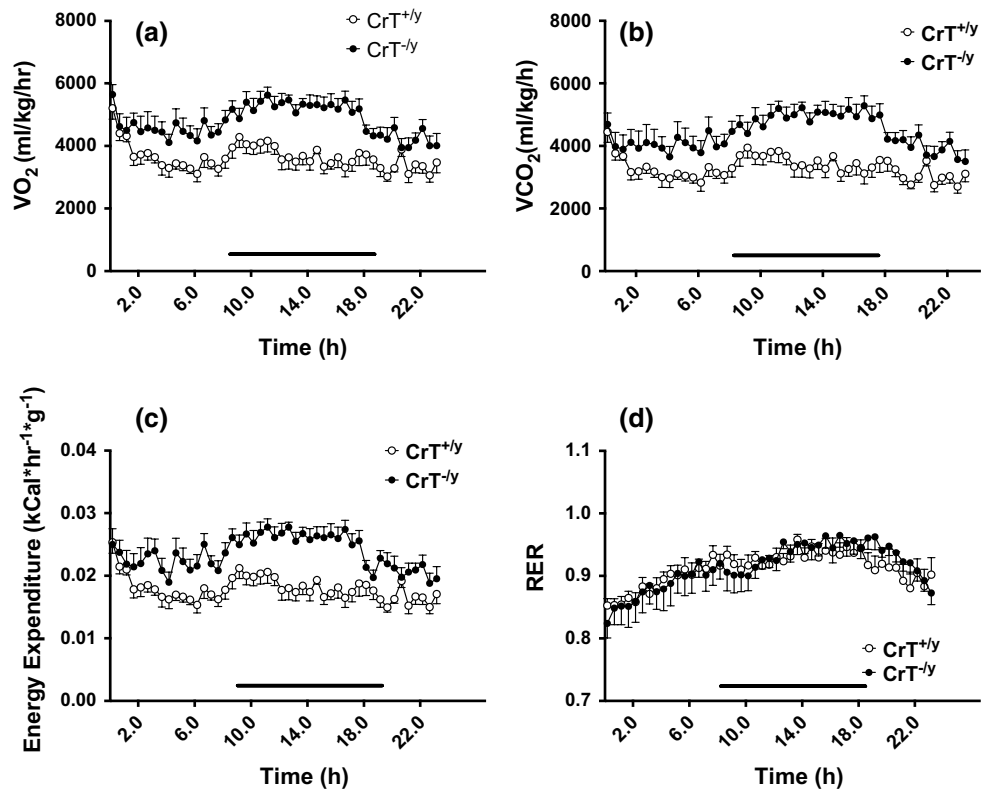 (a)
CrT+/y
CrT-/y
VO2 (ml/kg/hr)
8000
6000
4000
2000
0
2.0
6.0
10.0
14.0
18.0
22.0
Time (h)
(b)
CrT+/y
CrT-/y
VCO2(ml/kg/h)
8000
6000
4000
2000
0
2.0
6.0
10.0
14.0
18.0
22.0
Time (h)
(c)
CrT+/y
CrT-/y
Energy Expenditure (kCal*hr-1*g-1)
0.04
0.03
0.02
0.01
0.00
2.0
6.0
10.0
14.0
18.0
22.0
Time (h)
(d)
RER
1.1
1.0
0.9
0.8
0.7
CrT+/y
CrT-/y
2.0
6.0
10.0
14.0
18.0
22.0
Time (h)